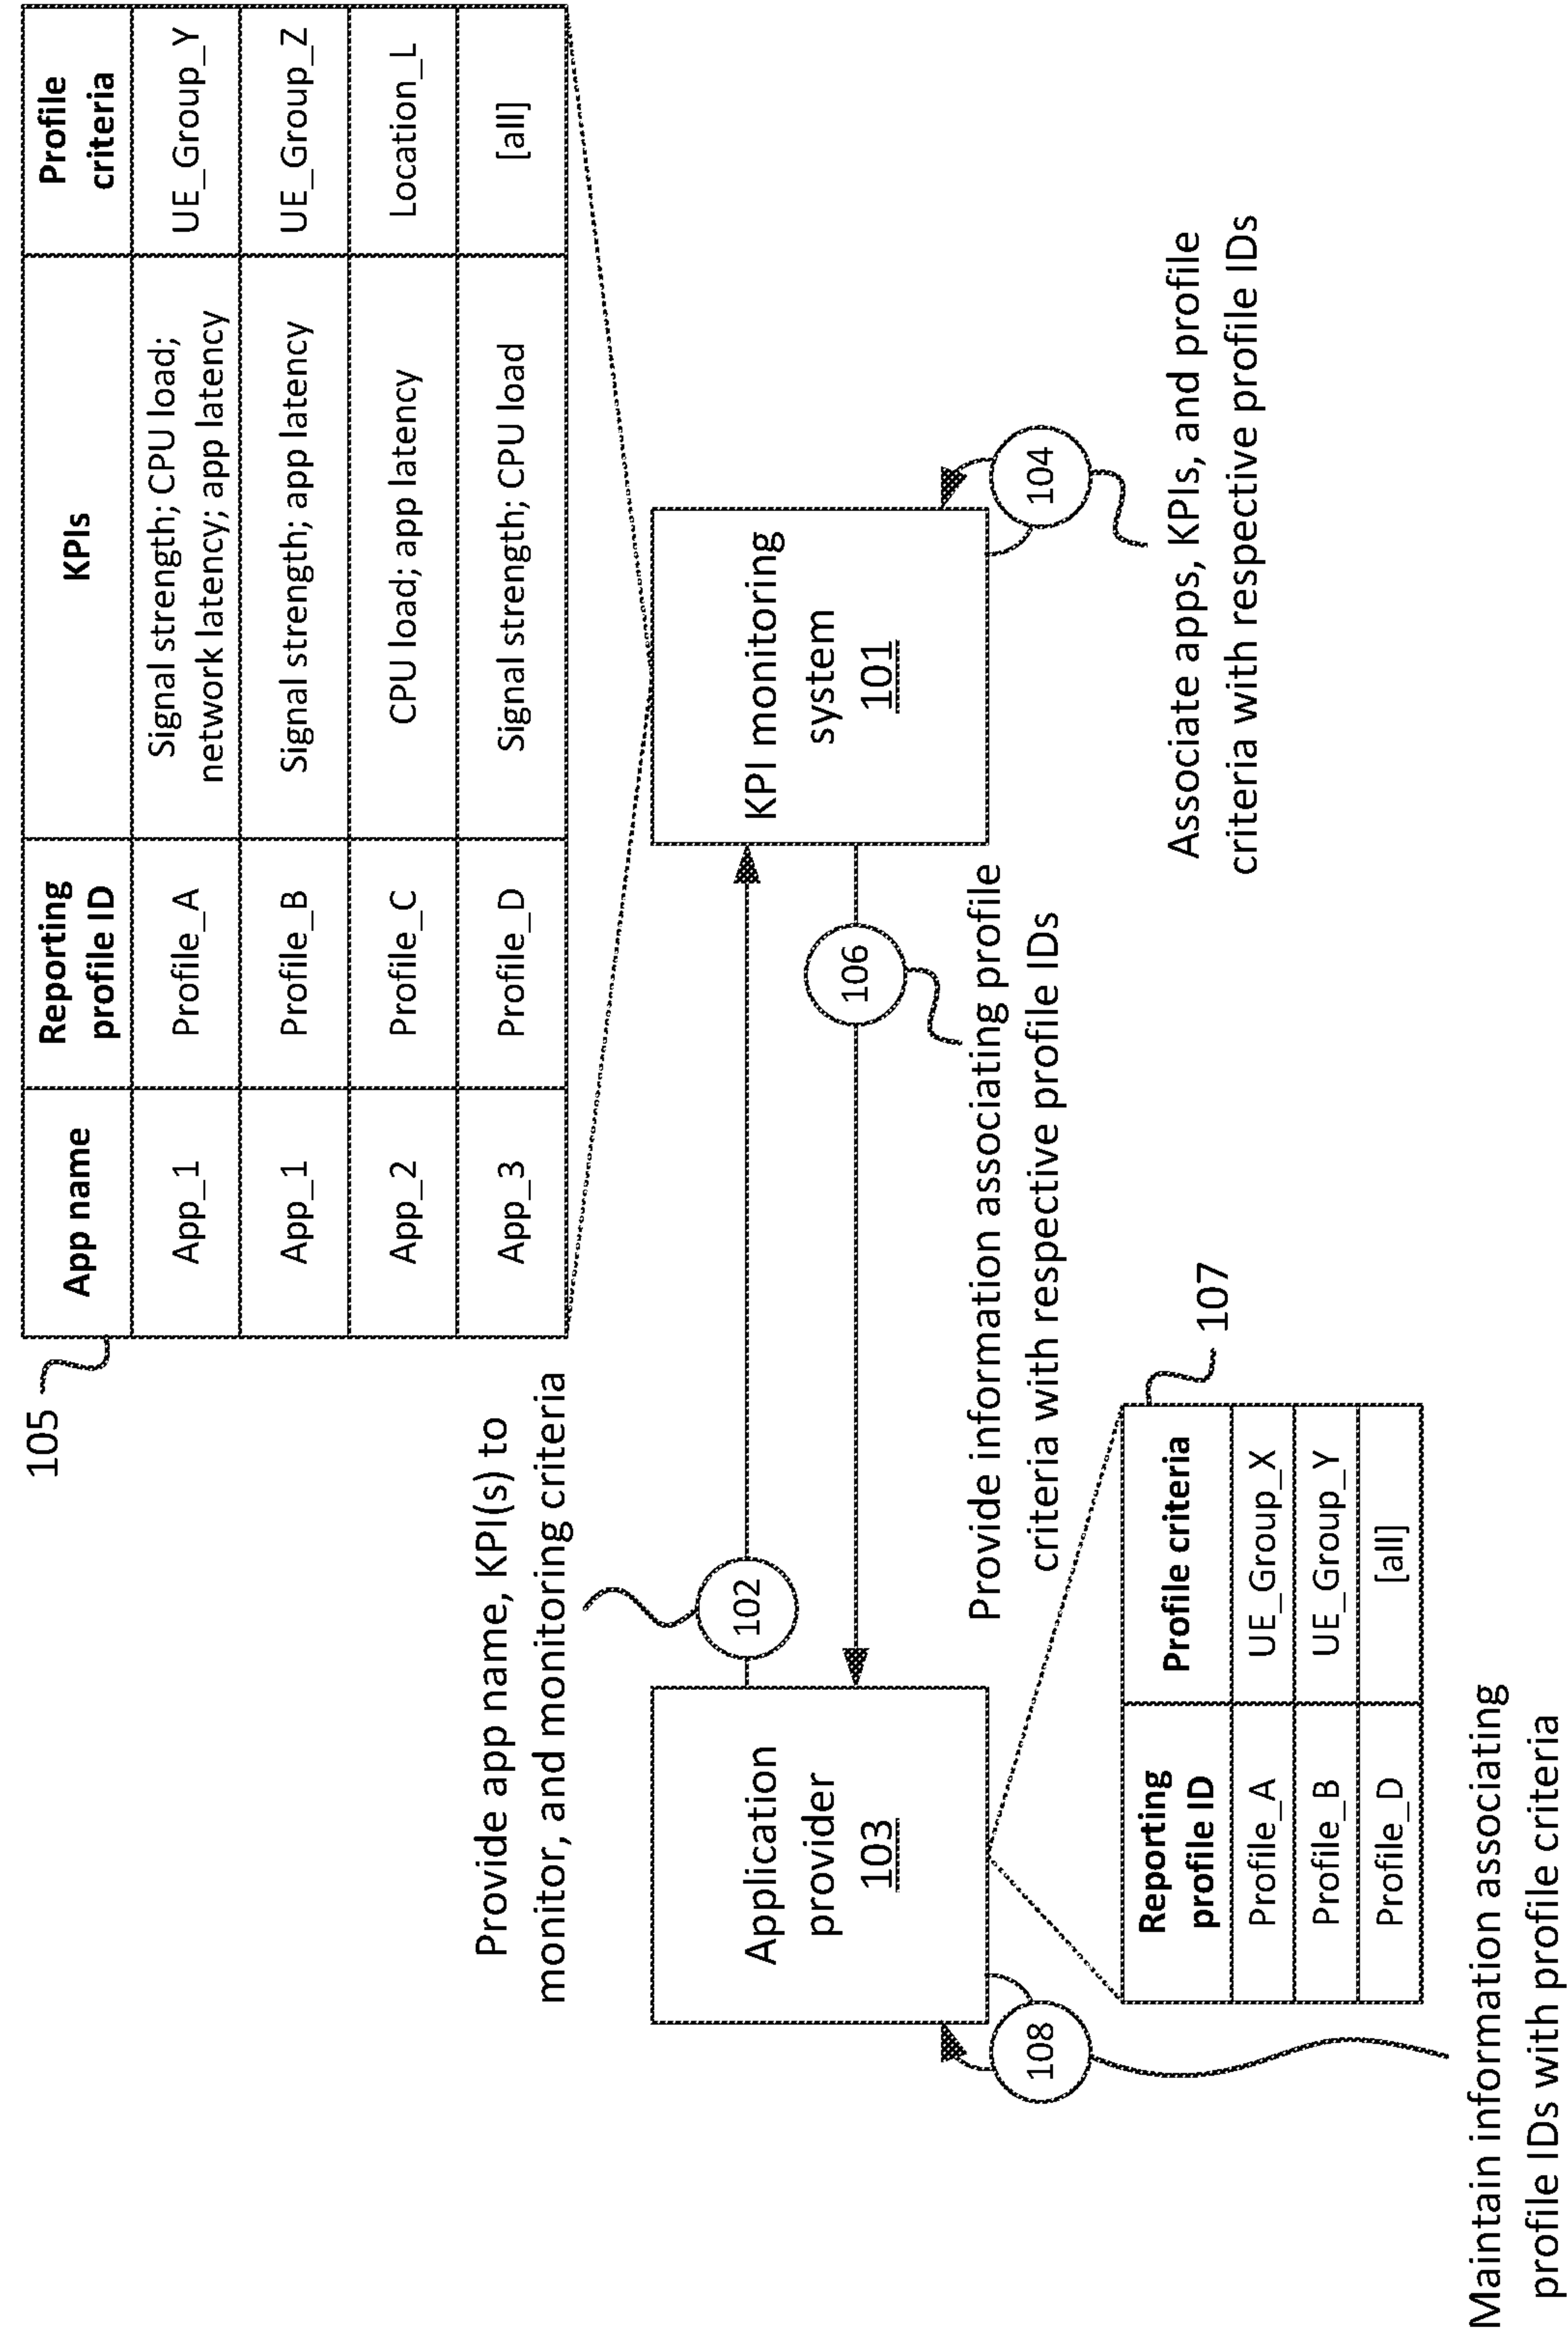 105
App name
Reporting
profile ID
KPIs
Profile
criteria
App_1
Profile_A
Signal strength; CPU load;
network latency; app latency
UE_Group_Y
App_1
Profile_B
Signal strength; app latency
UE_Group_Z
App_2
Profile_C
CPU load; app latency
Location_L
App_3
Profile_D
Signal strength; CPU load
[all]
Provide app name, KPI(s) to
monitor, and monitoring criteria
102
Application
provider
103
KPI monitoring
system
101
106
Provide information associating profile
criteria with respective profile IDs
104
Associate apps, KPIs, and profile
criteria with respective profile IDs
108
107
Reporting
profile ID
Profile criteria
Profile_A
UE_Group_X
Profile_B
UE_Group_Y
Profile_D
[all]
Maintain information associating
profile IDs with profile criteria